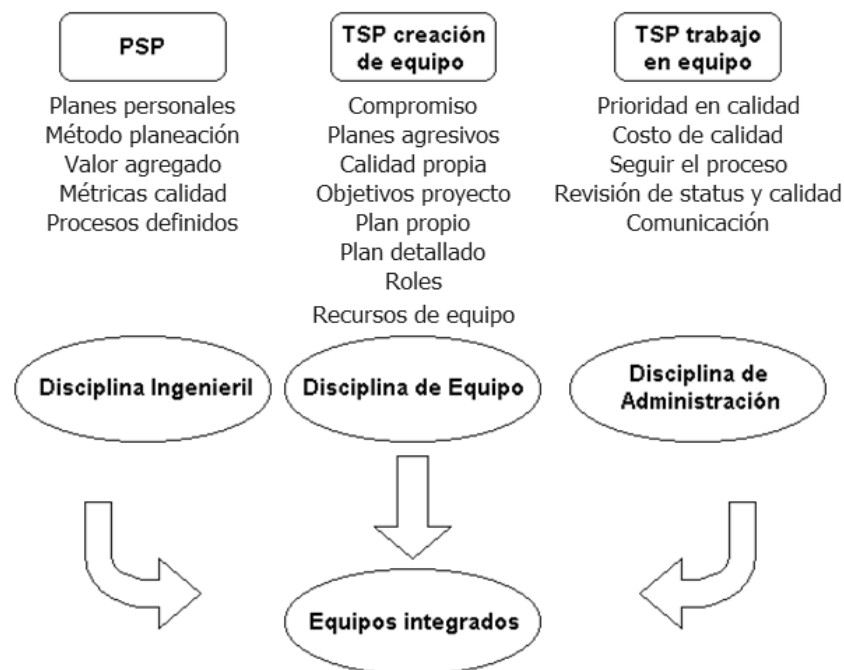 PSP
Planes personales
Método planeación
Valor agregado
Métricas calidad
Procesos definidos
TSP creación
de equipo
Compromiso
Planes agresivos
Calidad propia
Objetivos proyecto
Plan propio
Plan detallado
Roles
Recursos de equipo
TSP trabajo
en equipo
Prioridad en calidad
Costo de calidad
Seguir el proceso
Revisión de status y calidad
Comunicación
Disciplina Ingenieril
Disciplina de Equipo
Disciplina de
Administración
Equipos integrados